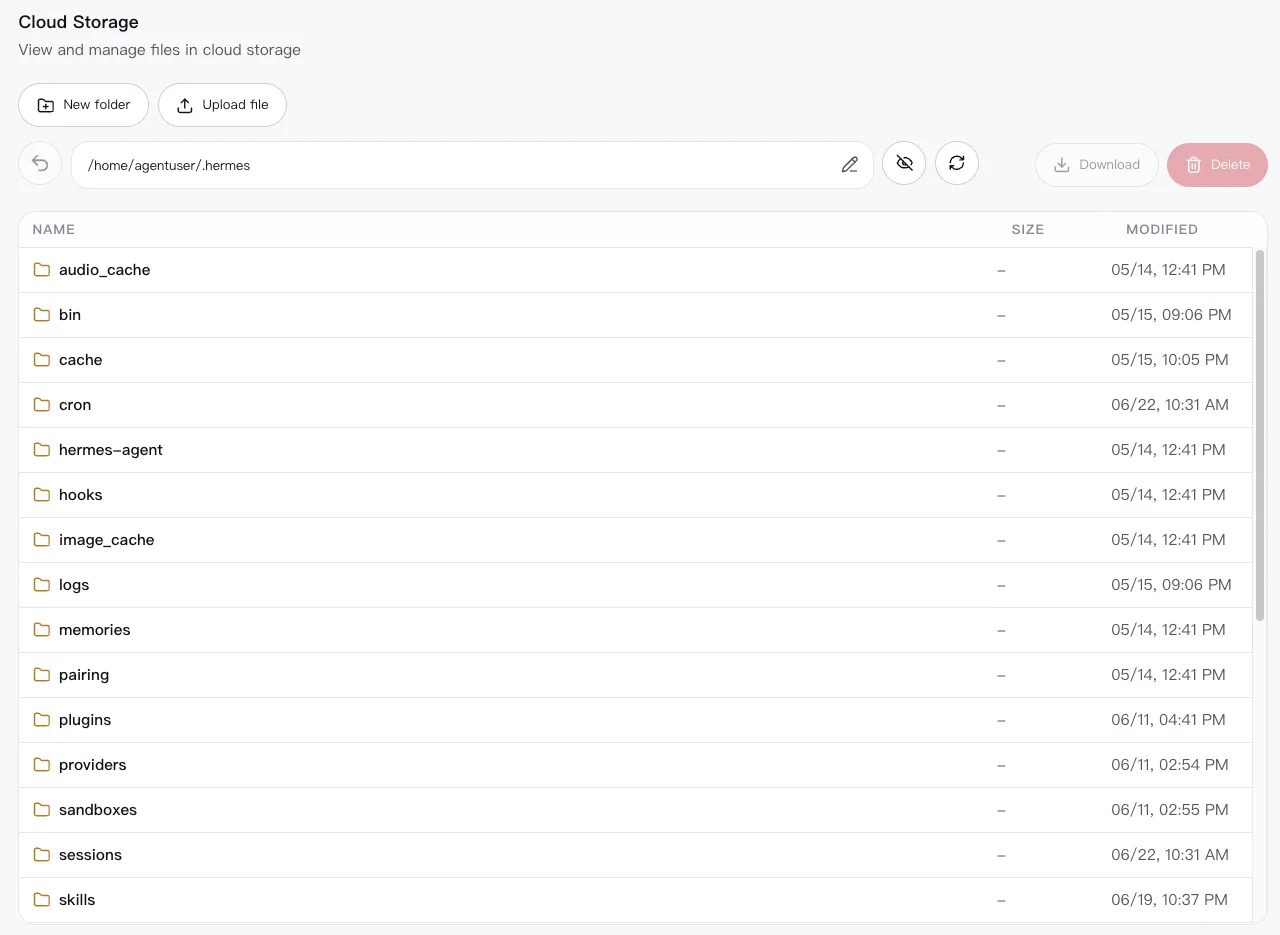 Cloud Storage
View and manage files in cloud storage
New folder Upload file
/home/agentuser/.hermes Download Delete
NAME SIZE MODIFIED
audio_cache – 05/14, 12:41 PM
bin – 05/15, 09:06 PM
cache – 05/15, 10:05 PM
cron – 06/22, 10:31 AM
hermes-agent – 05/14, 12:41 PM
hooks – 05/14, 12:41 PM
image_cache – 05/14, 12:41 PM
logs – 05/15, 09:06 PM
memories – 05/14, 12:41 PM
pairing – 05/14, 12:41 PM
plugins – 06/11, 04:41 PM
providers – 06/11, 02:54 PM
sandboxes – 06/11, 02:55 PM
sessions – 06/22, 10:31 AM
skills – 06/19, 10:37 PM